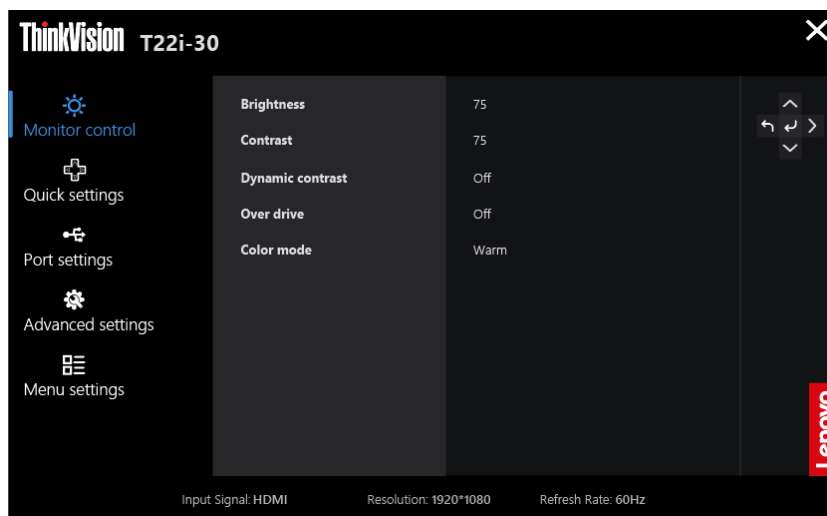 ThinkVision T22i-30
Monitor control
Quick settings
Port settings
Advanced settings
Menu settings
Brightness 75
Contrast 75
Dynamic contrast Off
Over drive Off
Color mode Warm
Lenovo
Input Signal: HDMI Resolution: 1920*1080 Refresh Rate: 60Hz